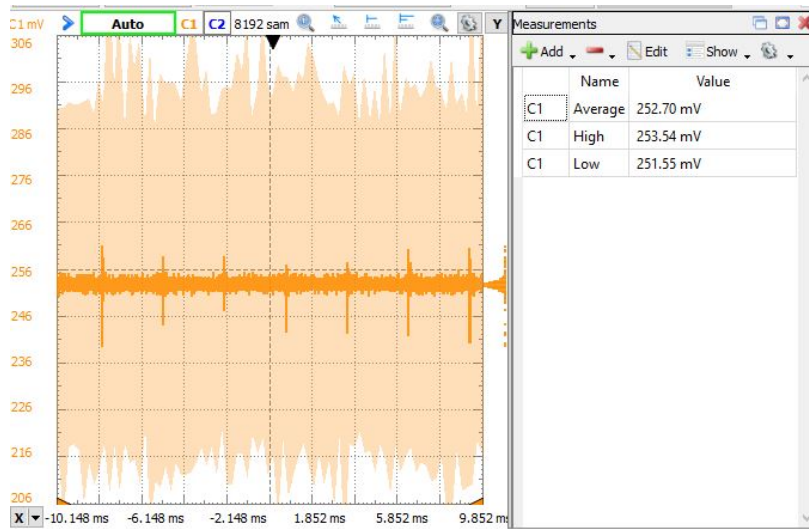 C1 mV Auto C1 C2 8192 sam Y
306
296
286
276
266
256
246
236
226
216
206
X -10.148 ms -6.148 ms -2.148 ms 1.852 ms 5.852 ms 9.852 ms
Measurements
Add Edit Show
Name Value
C1 Average 252.70 mV
C1 High 253.54 mV
C1 Low 251.55 mV